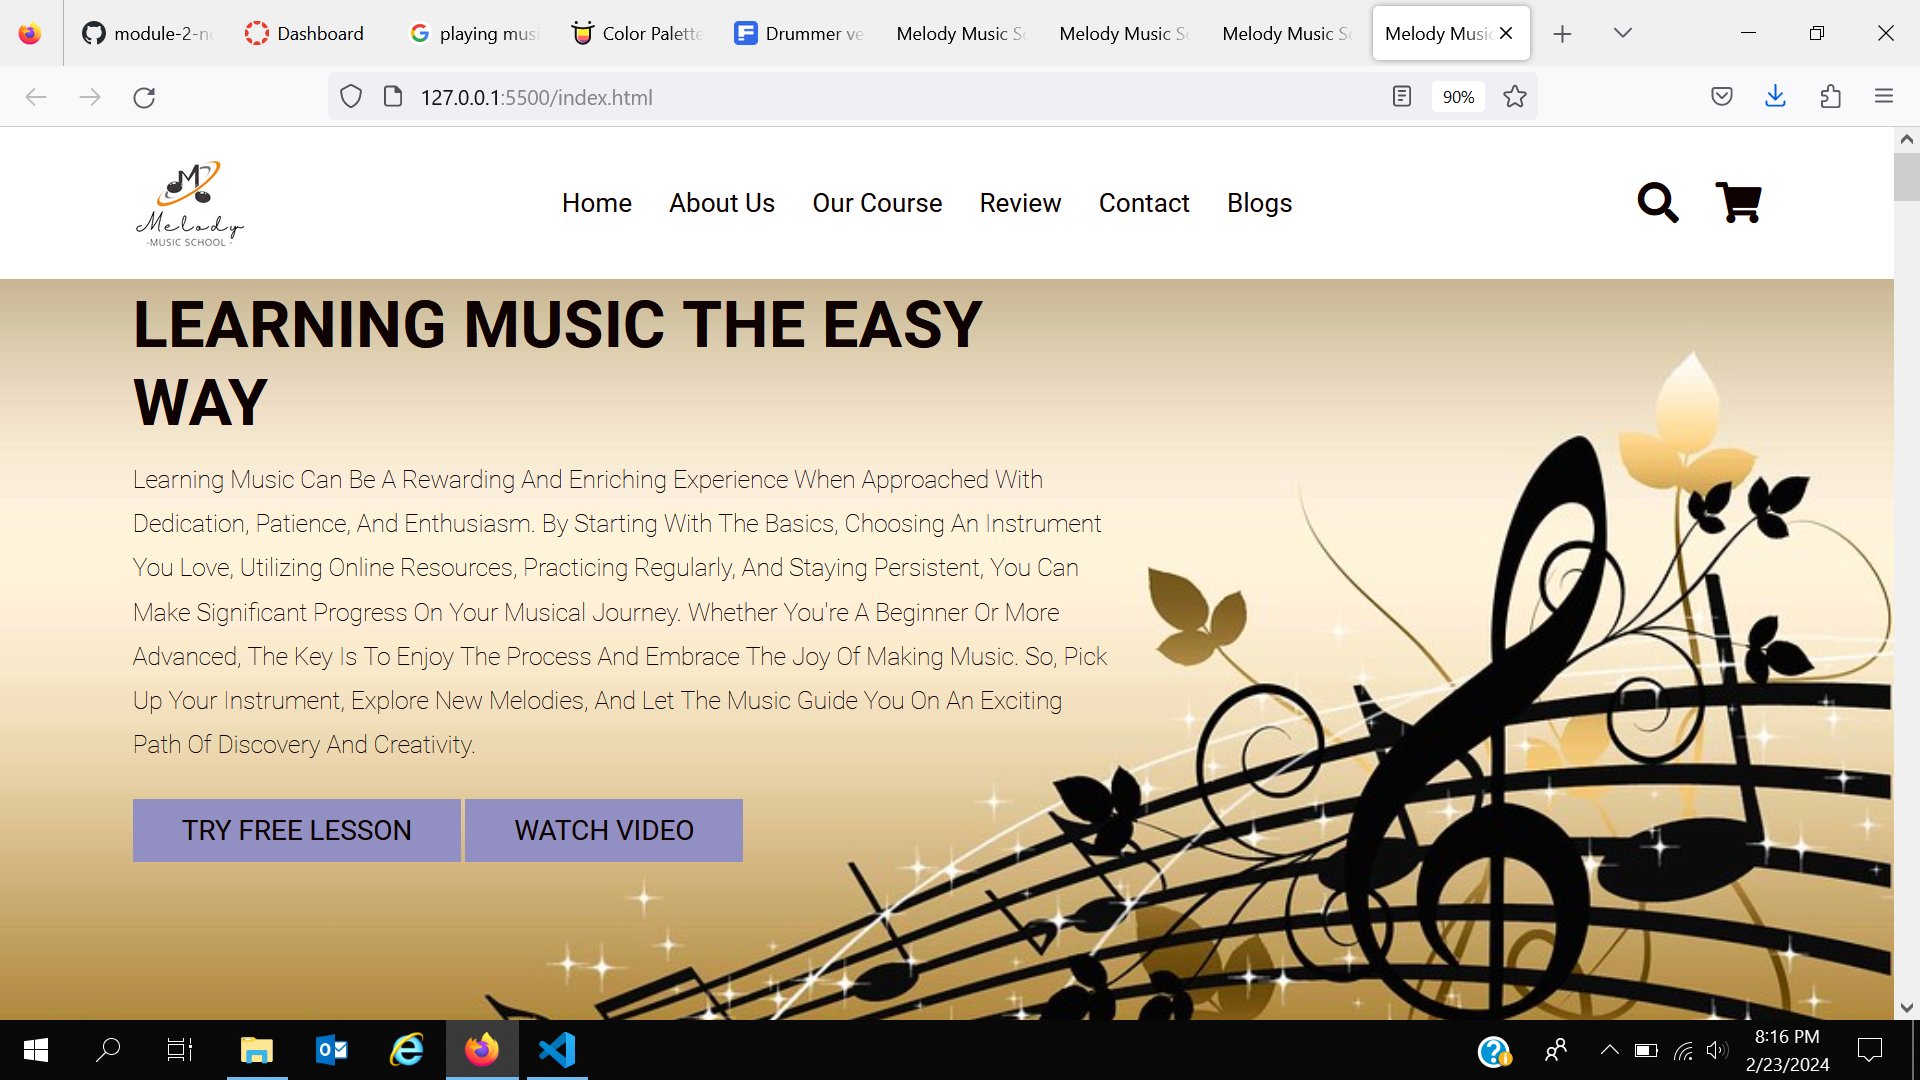 module-2-n
Dashboard
playing musi
Color Palette
Drummer ve
Melody Music Sc
Melody Music Sc
Melody Music Sc
Melody Music
127.0.0.1:5500/index.html
90%
M
Melody
-MUSIC SCHOOL -
Home
About Us
Our Course
Review
Contact
Blogs
LEARNING MUSIC THE EASY
WAY
Learning Music Can Be A Rewarding And Enriching Experience When Approached With
Dedication, Patience, And Enthusiasm. By Starting With The Basics, Choosing An Instrument
You Love, Utilizing Online Resources, Practicing Regularly, And Staying Persistent, You Can
Make Significant Progress On Your Musical Journey. Whether You're A Beginner Or More
Advanced, The Key Is To Enjoy The Process And Embrace The Joy Of Making Music. So, Pick
Up Your Instrument, Explore New Melodies, And Let The Music Guide You On An Exciting
Path Of Discovery And Creativity.
TRY FREE LESSON
WATCH VIDEO
8:16 PM
2/23/2024